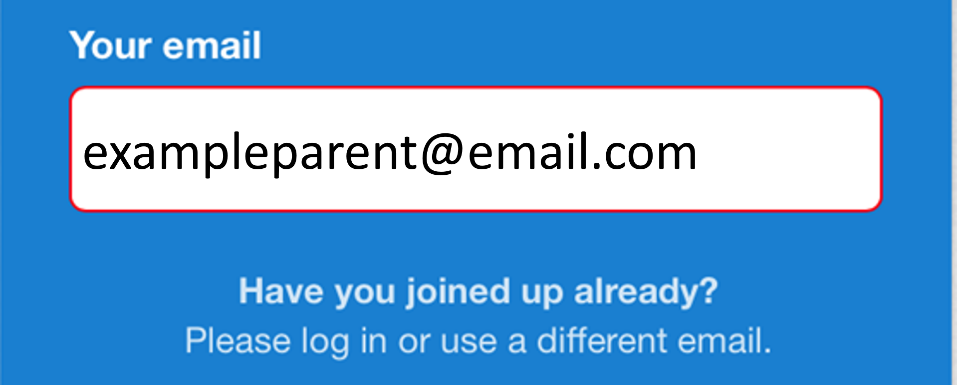 Your email
exampleparent@email.com
Have you joined up already?
Please log in or use a different email.